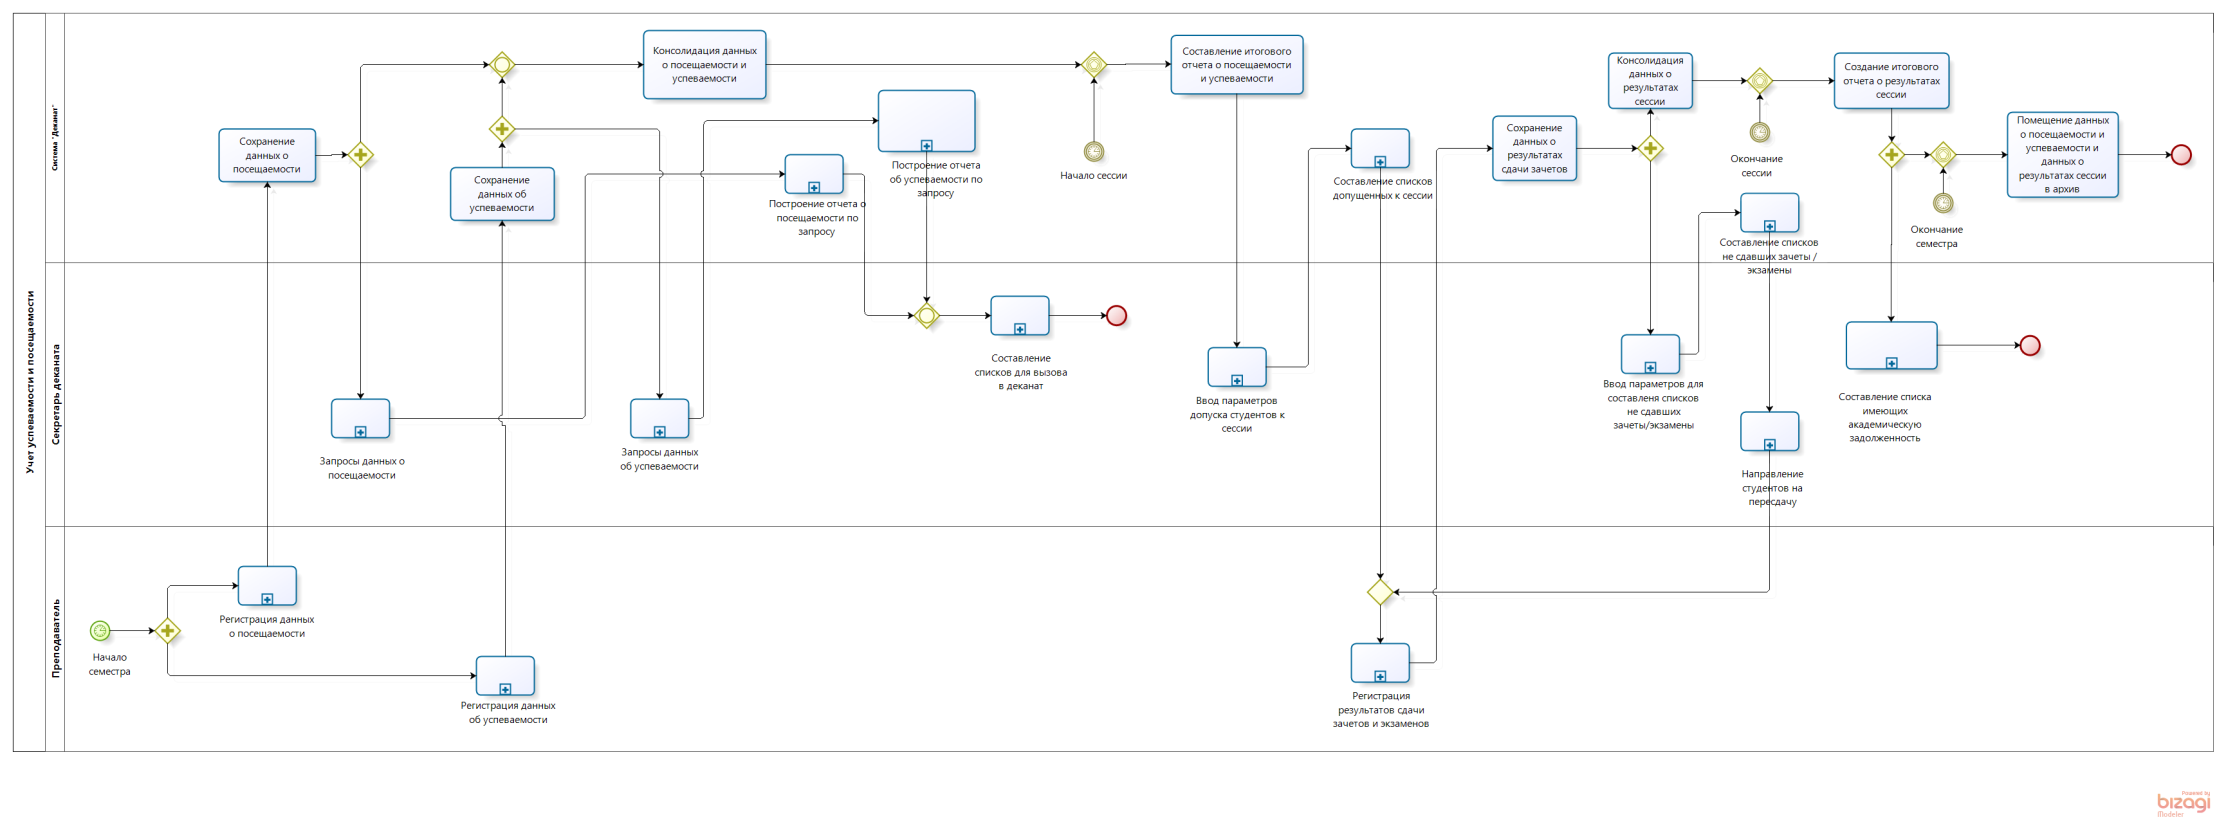 Учет успеваемости и посещаемости
Система "Деканат"
Секретарь деканата
Преподаватель
Сохранение
данных о
посещаемости
Сохранение
данных об
успеваемости
Консолидация данных
о посещаемости и
успеваемости
Построение отчета о
посещаемости по
запросу
Построение отчета
об успеваемости по
запросу
Начало сессии
Составление итогового
отчета о посещаемости
и успеваемости
Составление списков
допущенных к сессии
Сохранение
данных о
результатах
сдачи зачетов
Консолидация
данных о
результатах
сессии
Окончание
сессии
Составление списков
не сдавших зачеты /
экзамены
Создание итогового
отчета о результатах
сессии
Окончание
семестра
Помещение данных
о посещаемости и
успеваемости и
данных о
результатах сессии
в архив
Запросы данных о
посещаемости
Запросы данных
об успеваемости
Составление
списков для вызова
в деканат
Ввод параметров
допуска студентов к
сессии
Ввод параметров для
составленя списков
не сдавших
зачеты/экзамены
Направление
студентов на
пересдачу
Составление списка
имеющих
академическую
задолженность
Начало
семестра
Регистрация данных
о посещаемости
Регистрация данных
об успеваемости
Регистрация
результатов сдачи
зачетов и экзаменов
Powered by
bizagi
Modeler